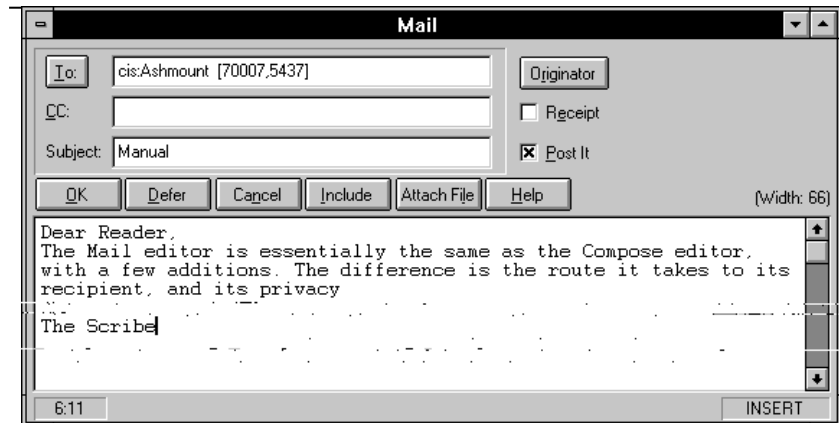 Mail
To: cis:Ashmount [70007,5437] Originator
CC: Receipt
Subject: Manual Post It
OK Defer Cancel Include Attach File Help (Width: 66)
Dear Reader,
The Mail editor is essentially the same as the Compose editor,
with a few additions. The difference is the route it takes to its
recipient, and its privacy
The Scribe
6:11 INSERT